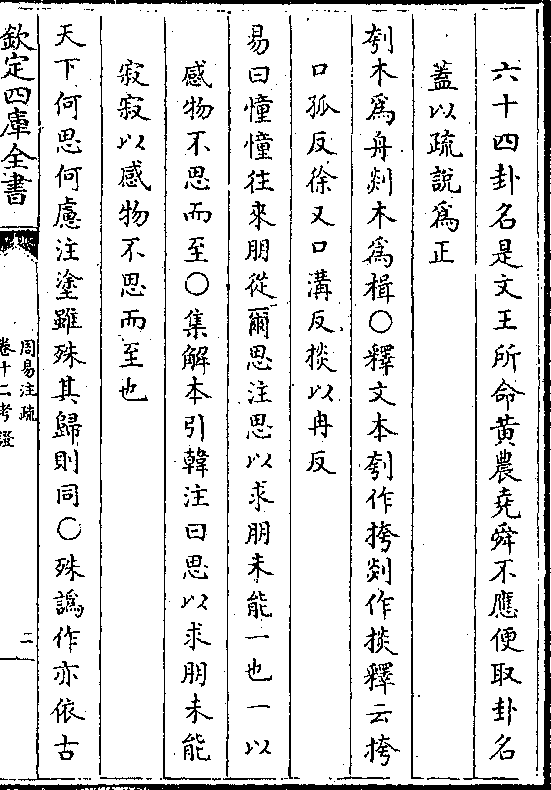 六十四卦名是文王所命黄農堯舜不應便取卦名
蓋以疏說爲正
刳木爲舟剡木爲楫○釋文本刳作挎剡作掞釋云挎
口孤反徐又口溝反掞以冉反
易曰憧憧往來朋從爾思注思以求朋未能一也一以
感物不思而至○集解本引韓注曰思以求朋未能
寂寂以感物不思而至也
天下何思何慮注塗雖殊其歸則同○殊譌作亦依古
欽定四庫全書
周易注疏
卷十二考證
二